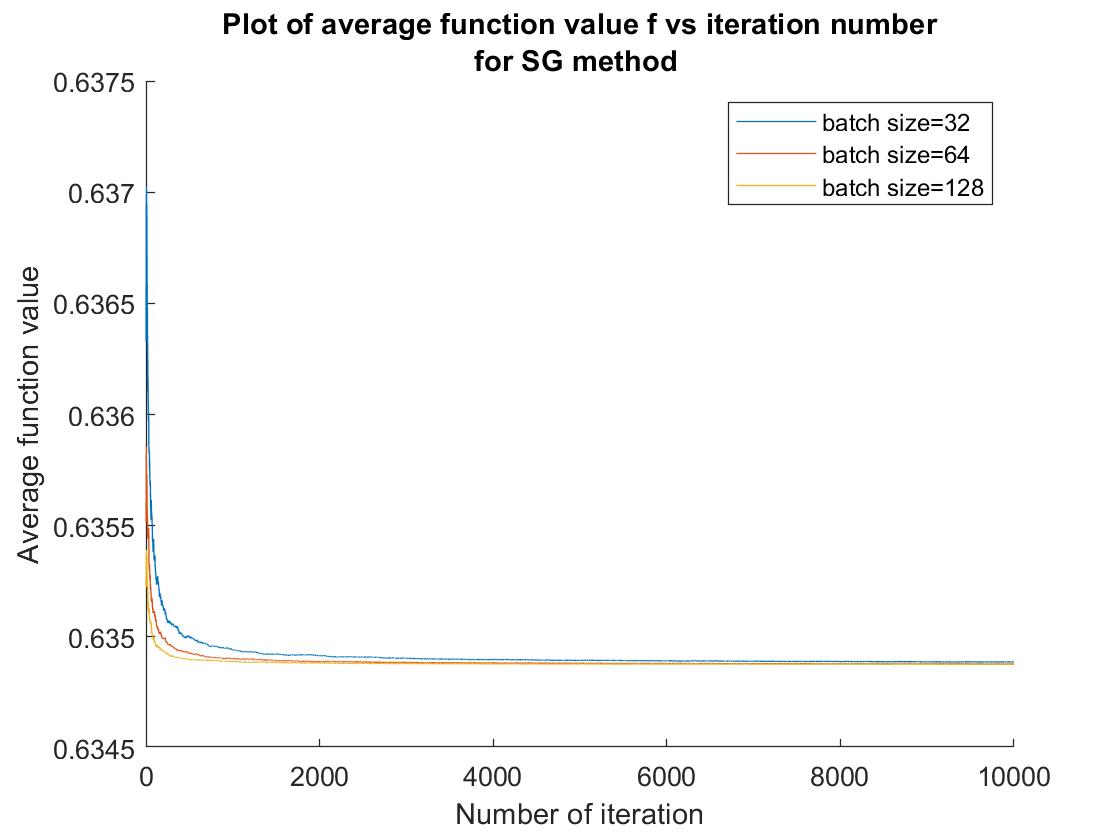 Plot of average function value f vs iteration number
for SG method
0.6375
0.637
0.6365
0.636
0.6355
0.635
0.6345
Average function value
batch size=32
batch size=64
batch size=128
0
2000
4000
6000
8000
10000
Number of iteration